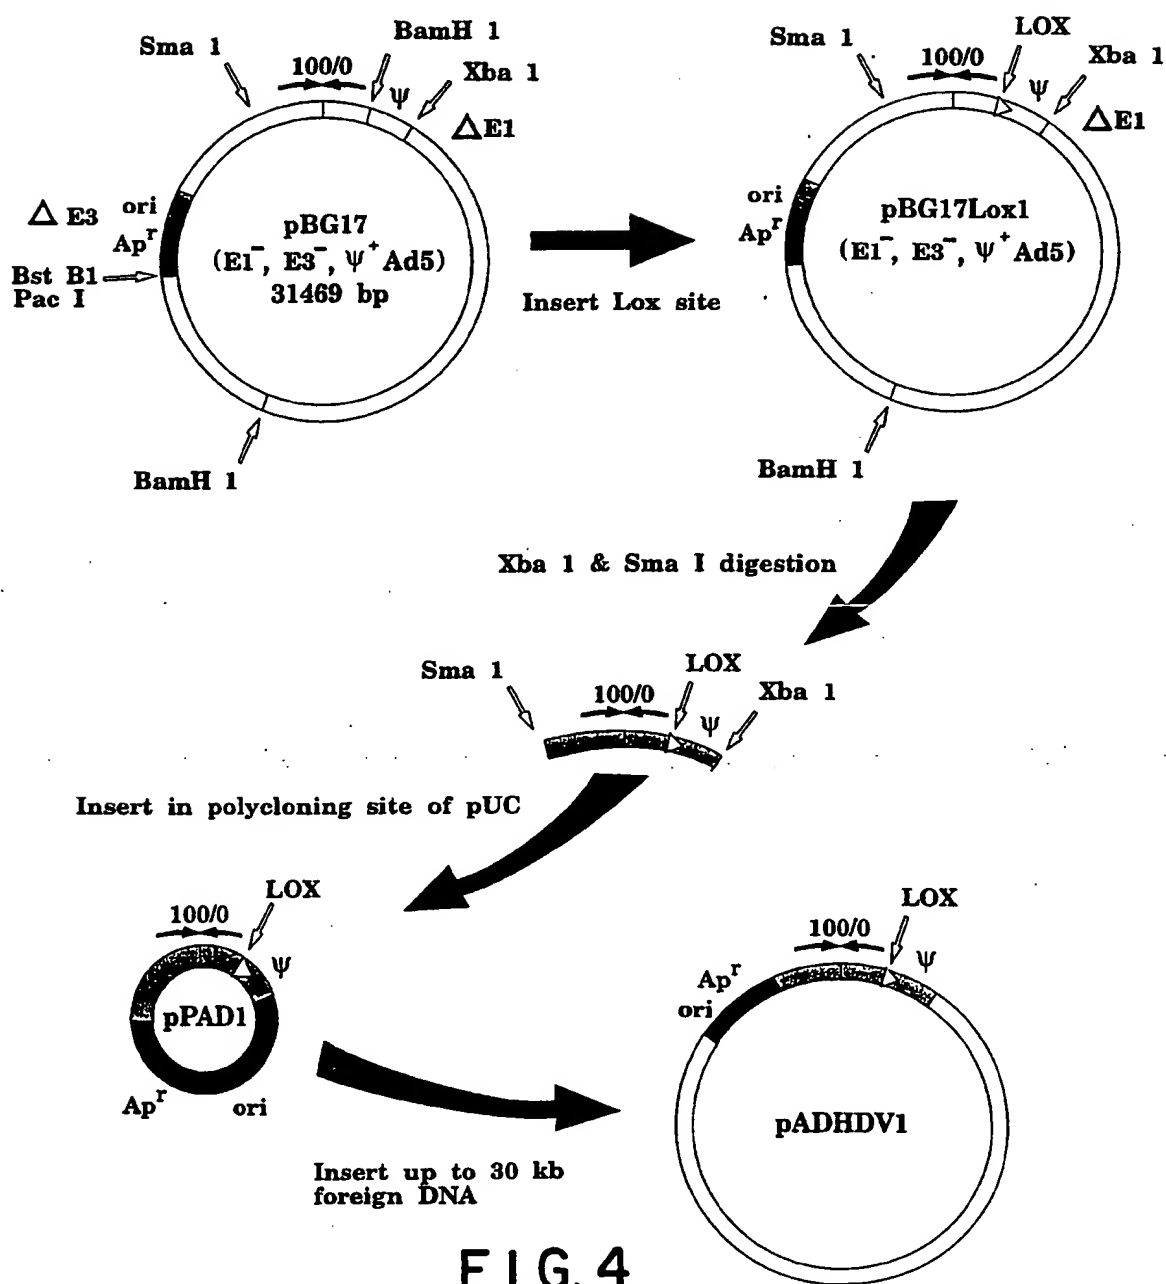 Sma 1
100/0
BamH 1
Xba 1
Ψ
△E1
△ E3
ori
Apʳ
Bst B1
Pac I
pBG17
(E1⁻, E3⁻, Ψ⁺ Ad5)
31469 bp
BamH 1
Insert Lox site
Sma 1
100/0
LOX
Xba 1
Ψ
△E1
ori
Apʳ
pBG17Lox1
(E1⁻, E3⁻, Ψ⁺ Ad5)
BamH 1
Xba 1 & Sma I digestion
Sma 1
100/0
LOX
Ψ
Xba 1
Insert in polycloning site of pUC
100/0
LOX
Ψ
pPAD1
Apʳ
ori
Insert up to 30 kb
foreign DNA
100/0
LOX
Ψ
Apʳ
ori
pADHDV1
FIG. 4